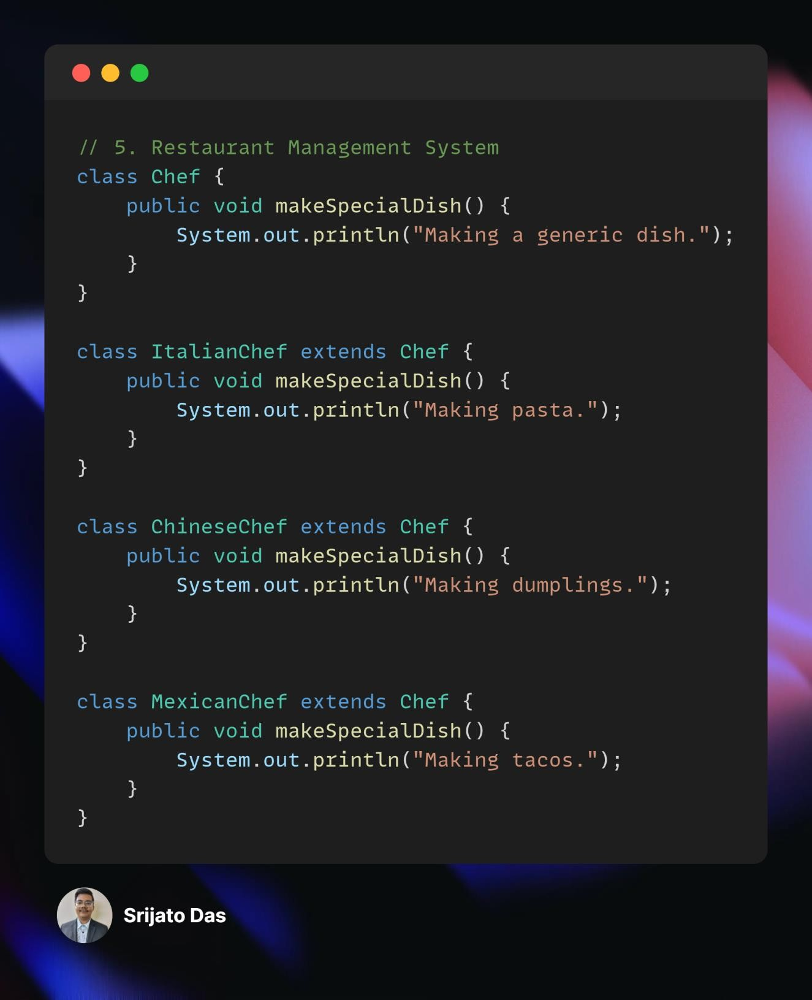 // 5. Restaurant Management System
class Chef {
    public void makeSpecialDish() {
        System.out.println("Making a generic dish.");
    }
}

class ItalianChef extends Chef {
    public void makeSpecialDish() {
        System.out.println("Making pasta.");
    }
}

class ChineseChef extends Chef {
    public void makeSpecialDish() {
        System.out.println("Making dumplings.");
    }
}

class MexicanChef extends Chef {
    public void makeSpecialDish() {
        System.out.println("Making tacos.");
    }
}
Srijato Das